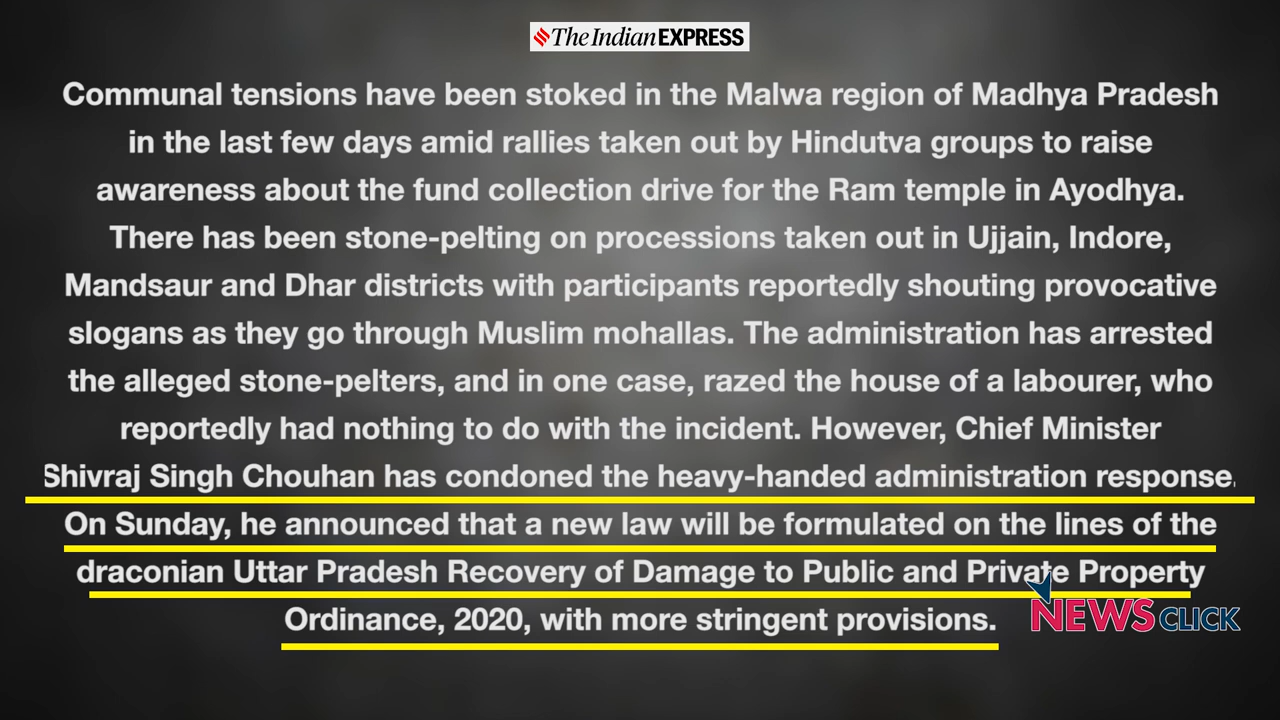 The Indian EXPRESS
Communal tensions have been stoked in the Malwa region of Madhya Pradesh
in the last few days amid rallies taken out by Hindutva groups to raise
awareness about the fund collection drive for the Ram temple in Ayodhya.
There has been stone-pelting on processions taken out in Ujjain, Indore,
Mandsaur and Dhar districts with participants reportedly shouting provocative
slogans as they go through Muslim mohallas. The administration has arrested
the alleged stone-pelters, and in one case, razed the house of a labourer, who
reportedly had nothing to do with the incident. However, Chief Minister
Shivraj Singh Chouhan has condoned the heavy-handed administration response.
On Sunday, he announced that a new law will be formulated on the lines of the
draconian Uttar Pradesh Recovery of Damage to Public and Private Property
Ordinance, 2020, with more stringent provisions.
NEWSCLICK